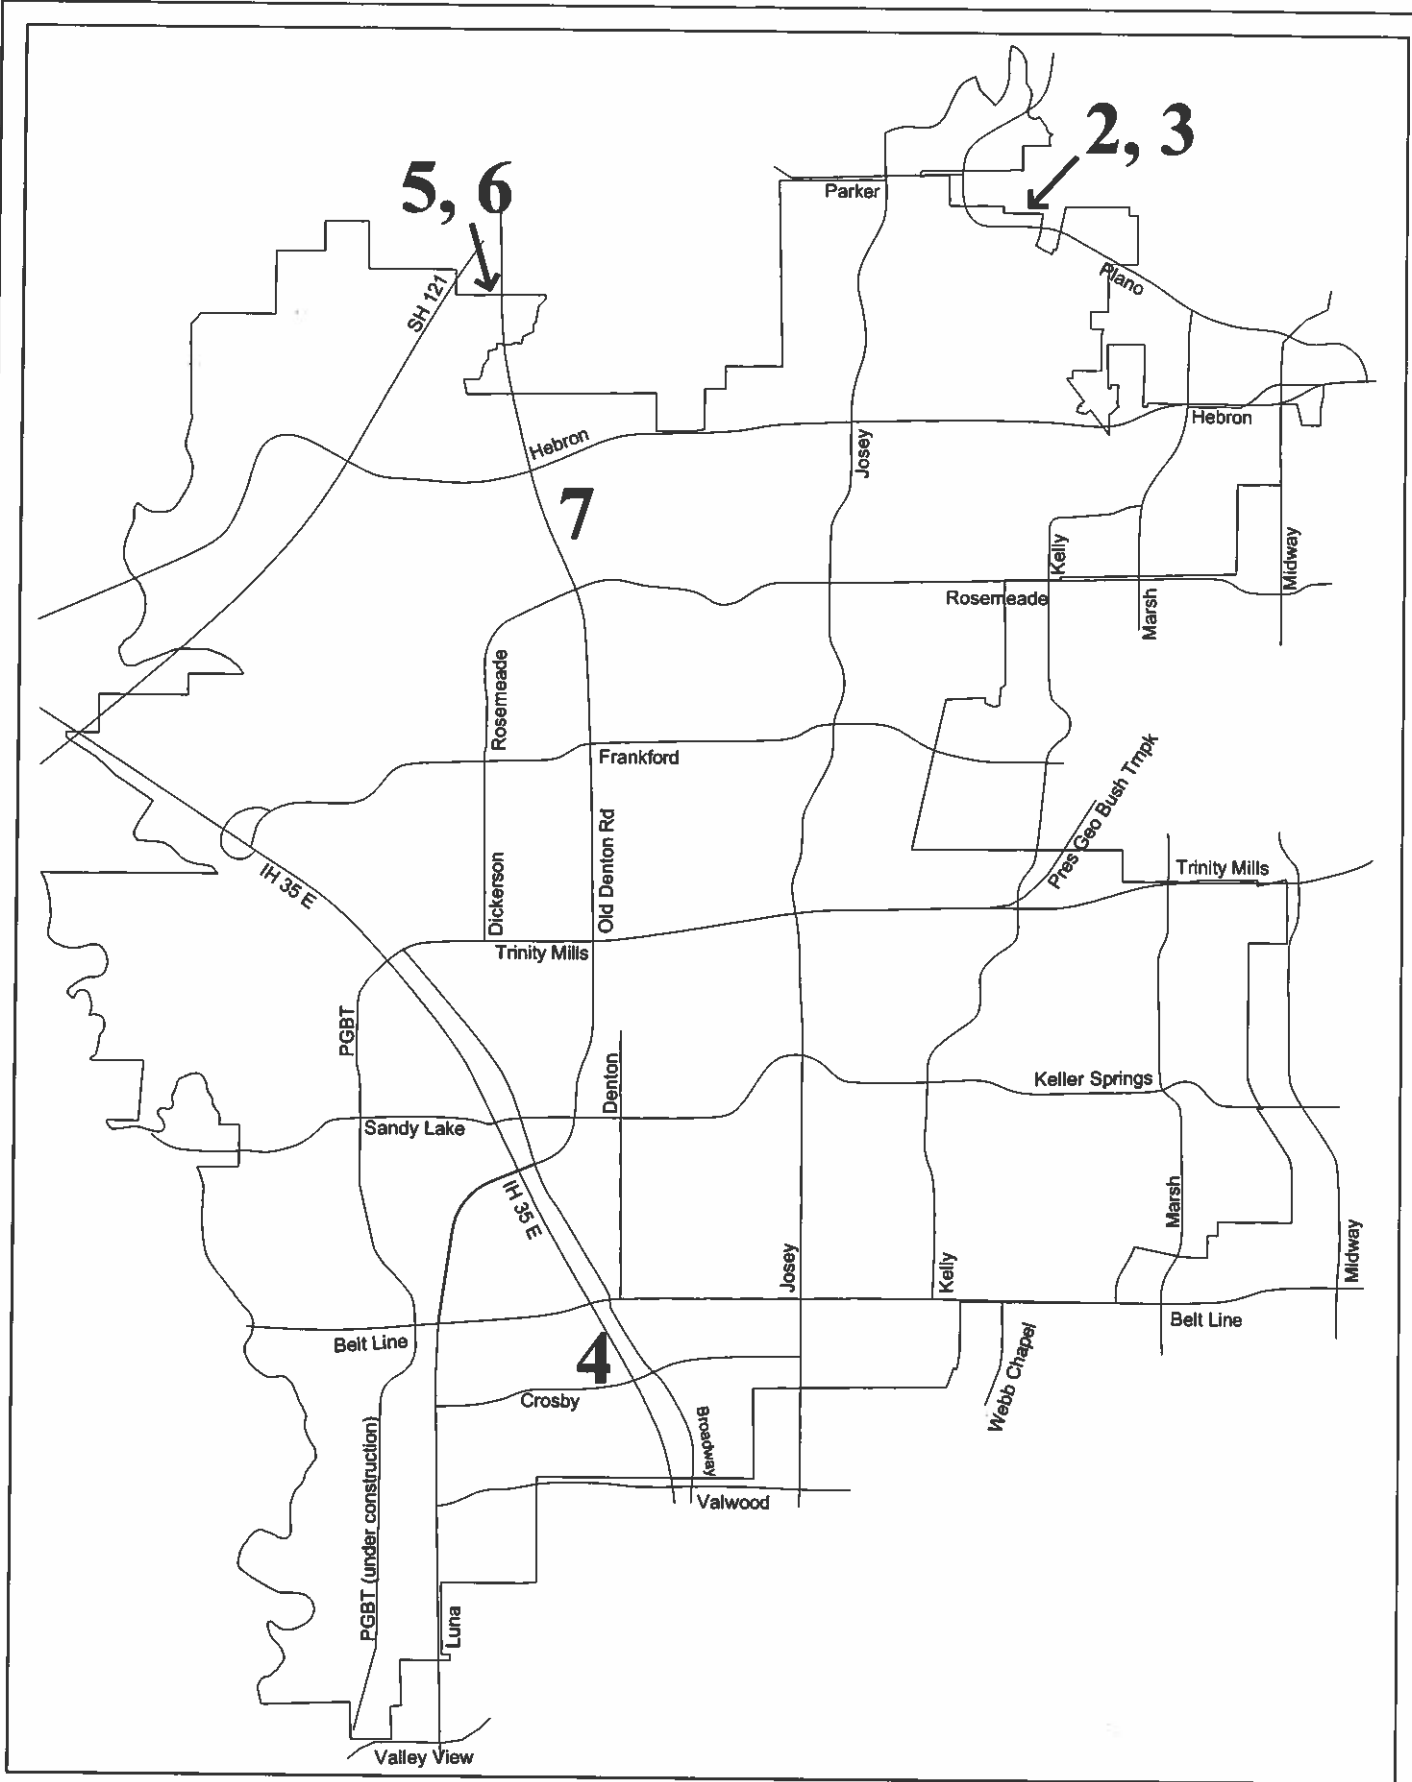 2, 3
5, 6
Parker
Plano
SH 121
Hebron
Hebron
Josey
7
Kelly
Midway
Rosemeade
Marsh
Rosemeade
Frankford
Pres Geo Bush Trnpk
Old Denton Rd
Dickerson
IH 35 E
Trinity Mills
Trinity Mills
PGBT
Denton
Keller Springs
Sandy Lake
IH 35 E
Marsh
Josey
Kelly
Midway
Belt Line
Belt Line
4
Crosby
Webb Chapel
Broadway
PGBT (under construction)
Valwood
Luna
Valley View